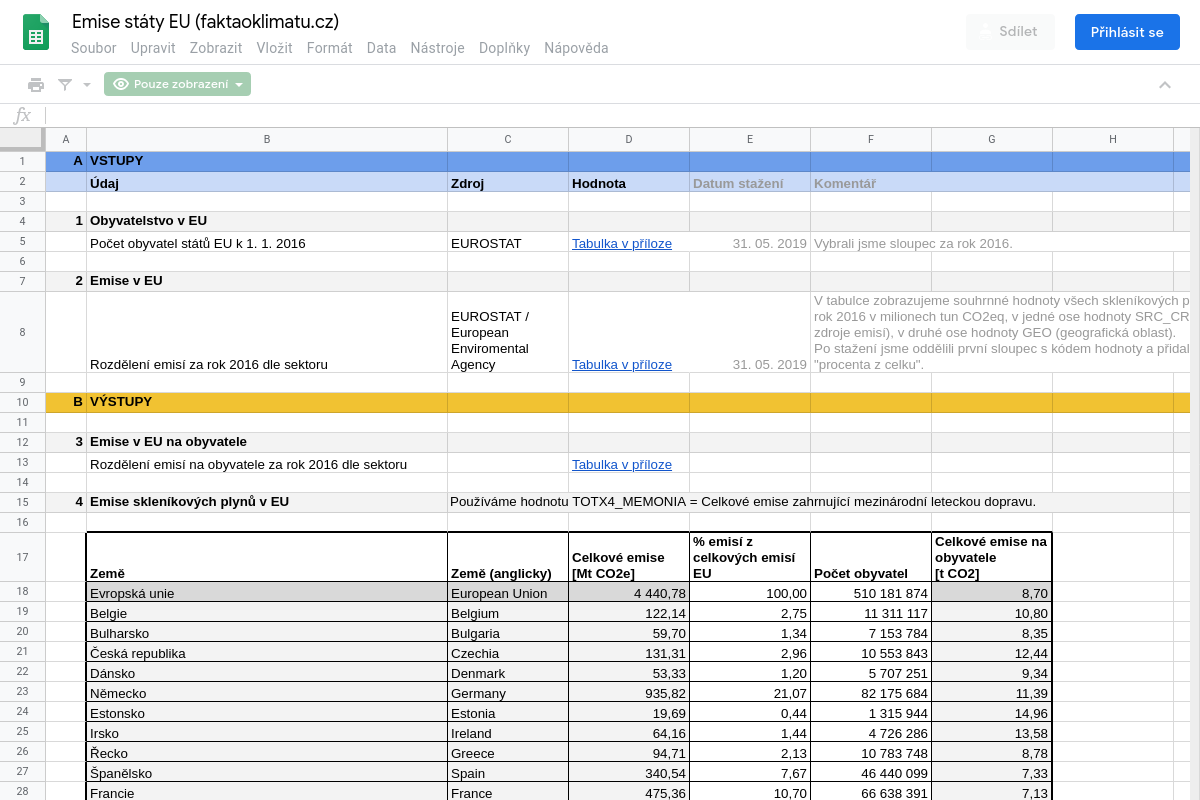 Emise státy EU (faktaoklimatu.cz)
Soubor Upravit Zobrazit Vložit Formát Data Nástroje Doplňky Nápověda
Sdílet
Přihlásit se
Pouze zobrazení
fx
A B C D E F G H
1 A VSTUPY
2 Údaj Zdroj Hodnota Datum stažení Komentář
3
4 1 Obyvatelstvo v EU
5 Počet obyvatel států EU k 1. 1. 2016 EUROSTAT Tabulka v příloze 31. 05. 2019 Vybrali jsme sloupec za rok 2016.
6
7 2 Emise v EU
V tabulce zobrazujeme souhrnné hodnoty všech skleníkových p
EUROSTAT / rok 2016 v milionech tun CO2eq, v jedné ose hodnoty SRC_CR
8 European zdroje emisí), v druhé ose hodnoty GEO (geografická oblast).
Enviromental Po stažení jsme oddělili první sloupec s kódem hodnoty a přidal
Rozdělení emisí za rok 2016 dle sektoru Agency Tabulka v příloze 31. 05. 2019 "procenta z celku".
9
10 B VÝSTUPY
11
12 3 Emise v EU na obyvatele
13 Rozdělení emisí na obyvatele za rok 2016 dle sektoru Tabulka v příloze
14
15 4 Emise skleníkových plynů v EU Používáme hodnotu TOTX4_MEMONIA = Celkové emise zahrnující mezinárodní leteckou dopravu.
16
% emisí z Celkové emise na
17 Celkové emise celkových emisí obyvatele
Země Země (anglicky) [Mt CO2e] EU Počet obyvatel [t CO2]
18 Evropská unie European Union 4 440,78 100,00 510 181 874 8,70
19 Belgie Belgium 122,14 2,75 11 311 117 10,80
20 Bulharsko Bulgaria 59,70 1,34 7 153 784 8,35
21 Česká republika Czechia 131,31 2,96 10 553 843 12,44
22 Dánsko Denmark 53,33 1,20 5 707 251 9,34
23 Německo Germany 935,82 21,07 82 175 684 11,39
24 Estonsko Estonia 19,69 0,44 1 315 944 14,96
25 Irsko Ireland 64,16 1,44 4 726 286 13,58
26 Řecko Greece 94,71 2,13 10 783 748 8,78
27 Španělsko Spain 340,54 7,67 46 440 099 7,33
28 Francie France 475,36 10,70 66 638 391 7,13